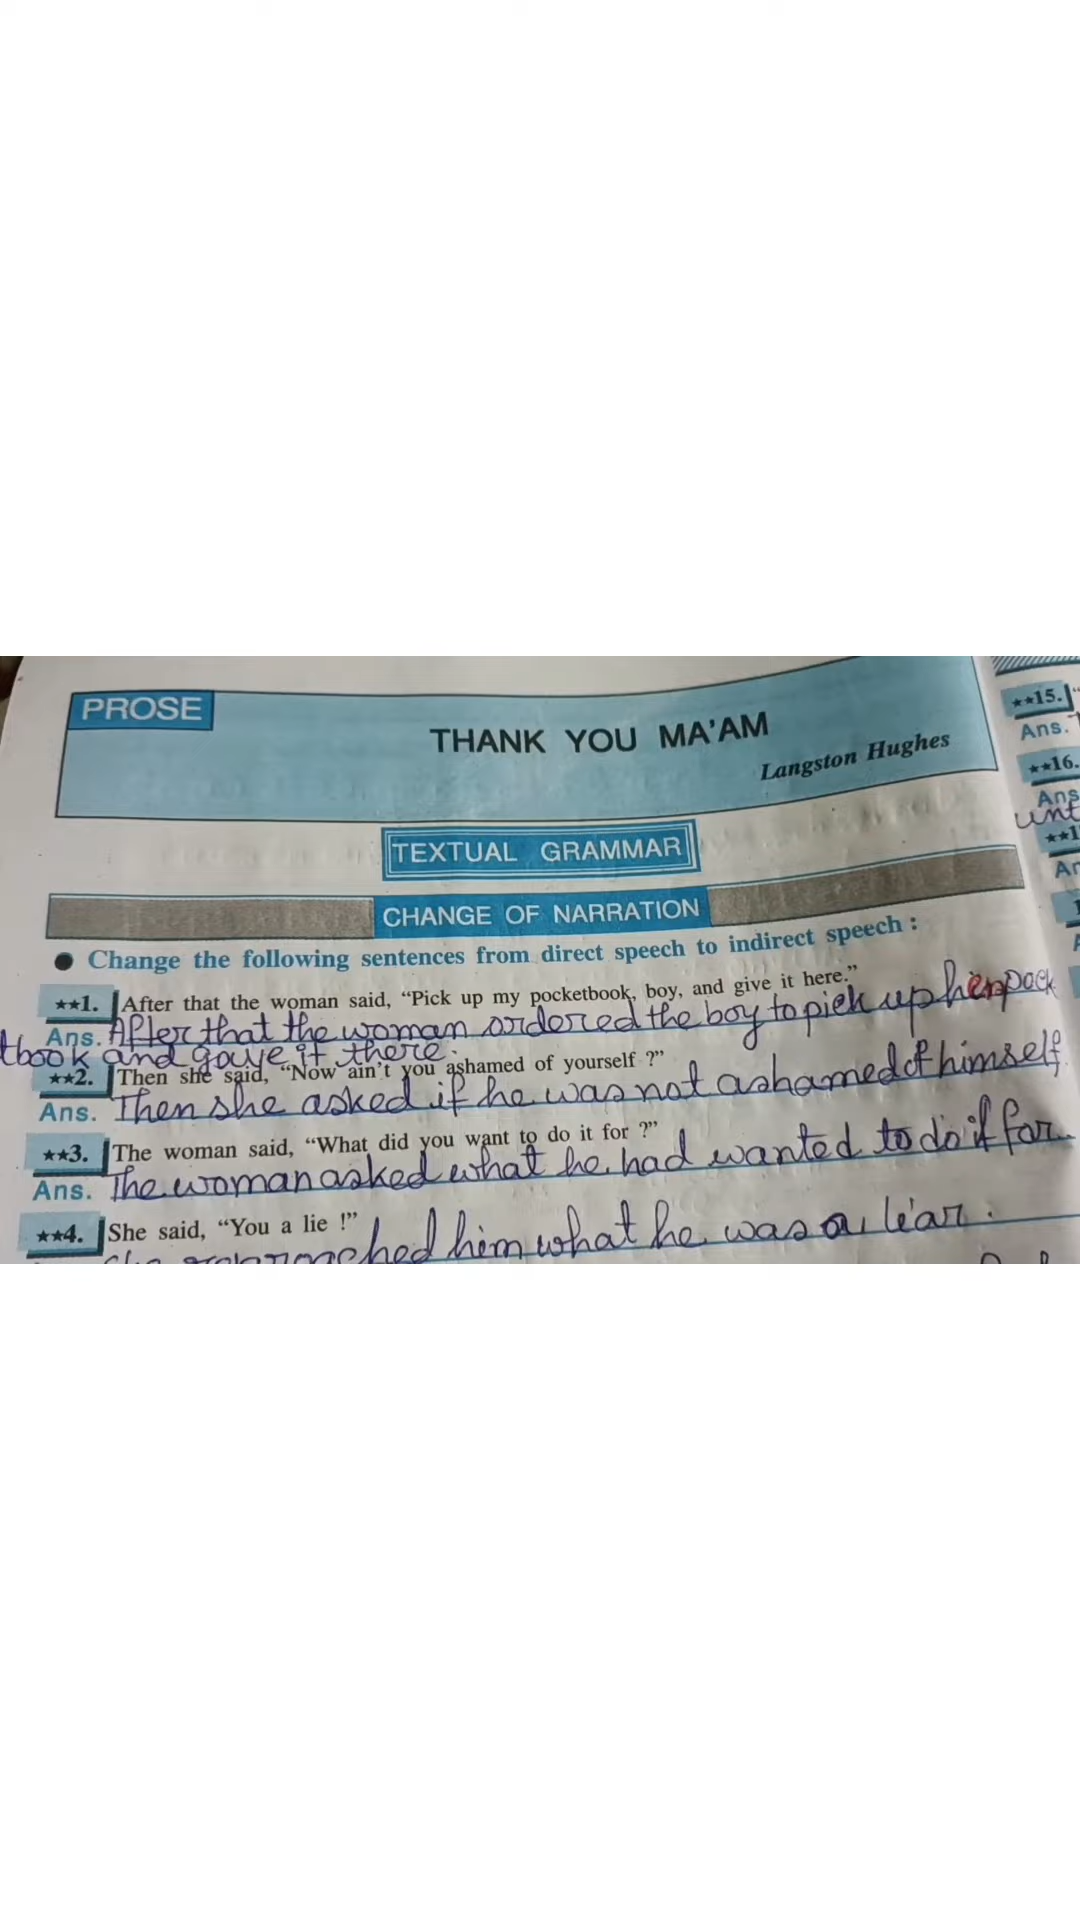 PROSE
THANK YOU MA'AM
Langston Hughes
TEXTUAL GRAMMAR
CHANGE OF NARRATION
● Change the following sentences from direct speech to indirect speech :
★★1. After that the woman said, “Pick up my pocketbook, boy, and give it here.”
Ans. After that the woman ordered the boy to pick up her pock
tbook and gave it there.
★★2. Then she said, “Now ain't you ashamed of yourself ?”
Ans. Then she asked if he was not ashamed of himself.
★★3. The woman said, “What did you want to do it for ?”
Ans. The woman asked what he had wanted to do it for.
★★4. She said, “You a lie !”
him what he was a liar.
★★15.
Ans.
★★16.
Ans
unt
★★1